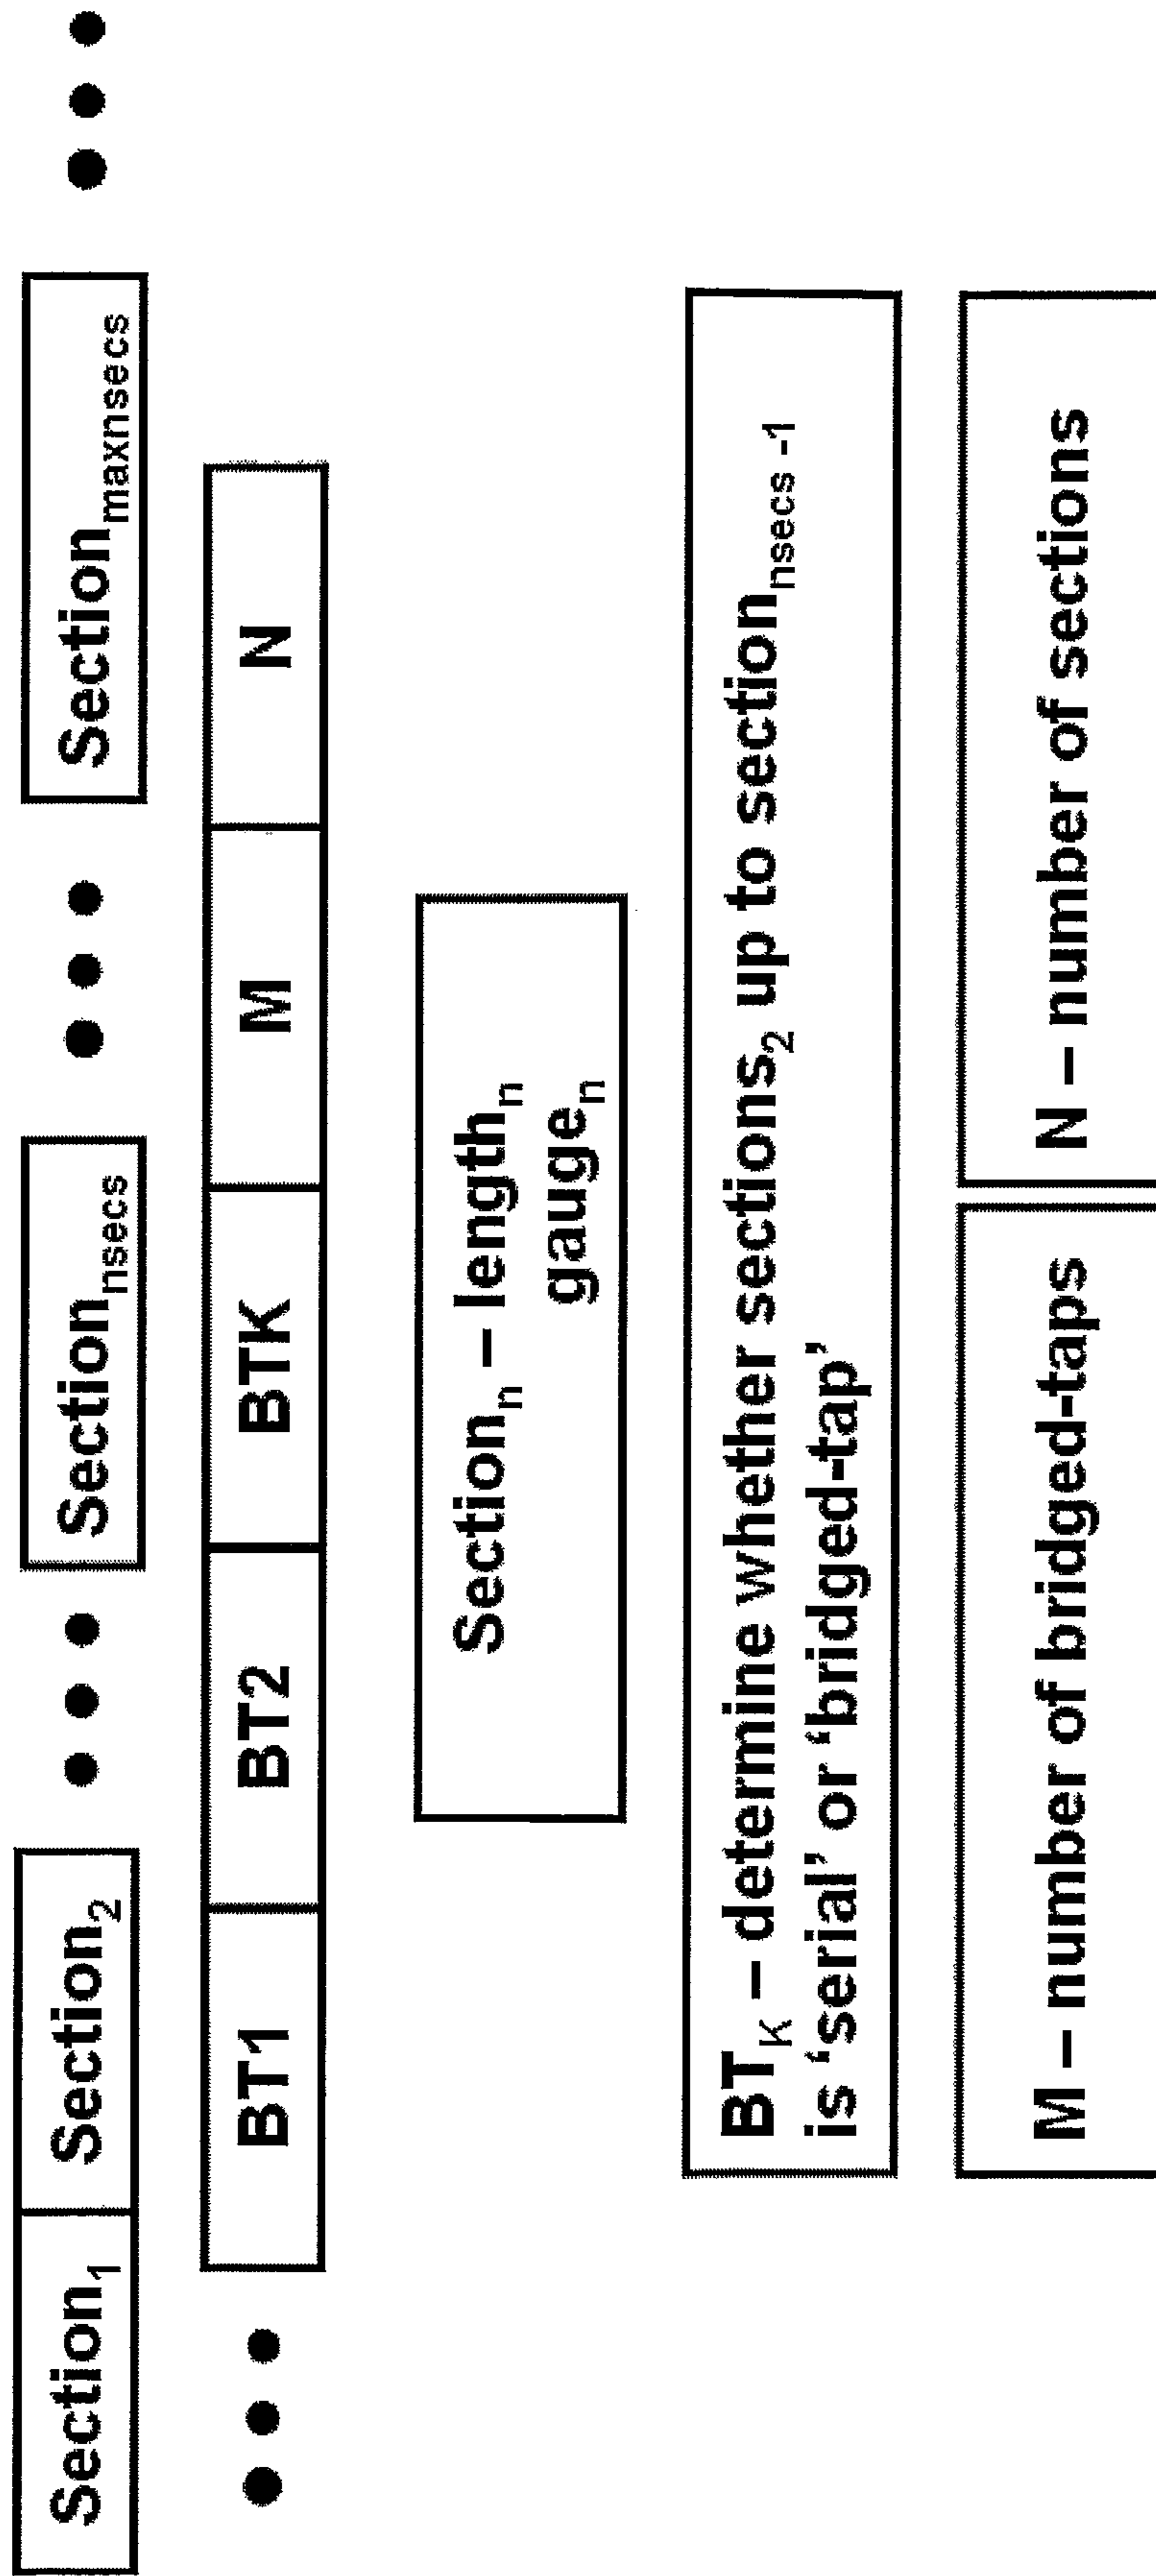 Section1 Section2 • • • Sectionnsecs • • • Sectionmaxnsecs • • •
• • • BT1 BT2 BTK M N
Sectionn – lengthn
gaugen
BTK – determine whether sections2 up to sectionnsecs -1
is ‘serial’ or ‘bridged-tap’
M – number of bridged-taps N – number of sections